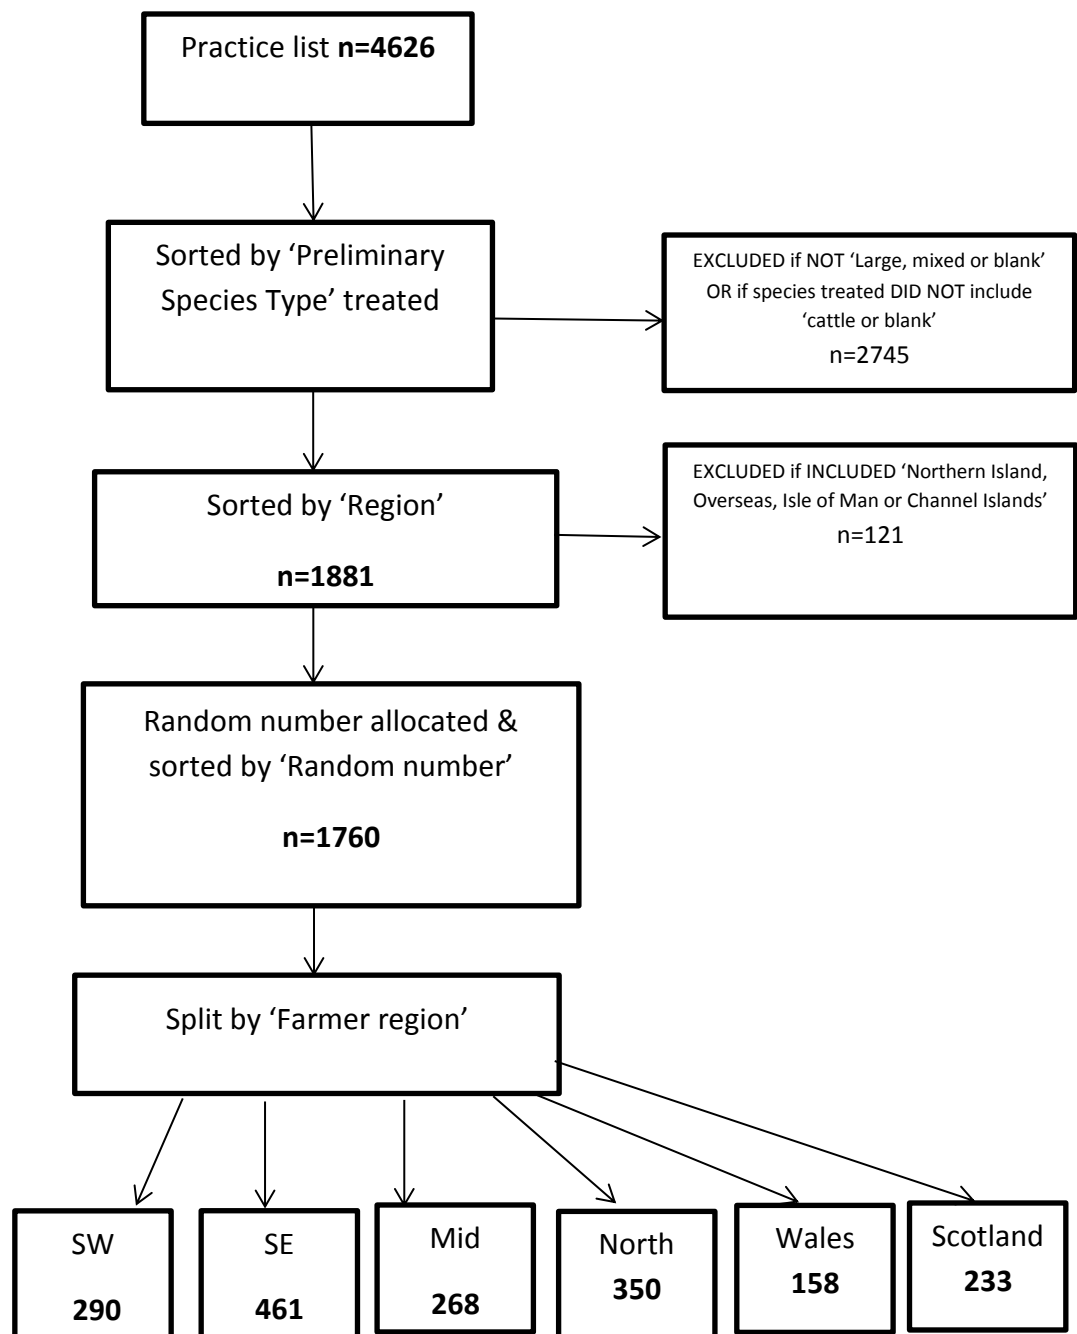 Practice list n=4626
Sorted by ‘Preliminary
Species Type’ treated
EXCLUDED if NOT ‘Large, mixed or blank’
OR if species treated DID NOT include
‘cattle or blank’
n=2745
Sorted by ‘Region’
n=1881
EXCLUDED if INCLUDED ‘Northern Island,
Overseas, Isle of Man or Channel Islands’
n=121
Random number allocated &
sorted by ‘Random number’
n=1760
Split by ‘Farmer region’
SW
290
SE
461
Mid
268
North
350
Wales
158
Scotland
233